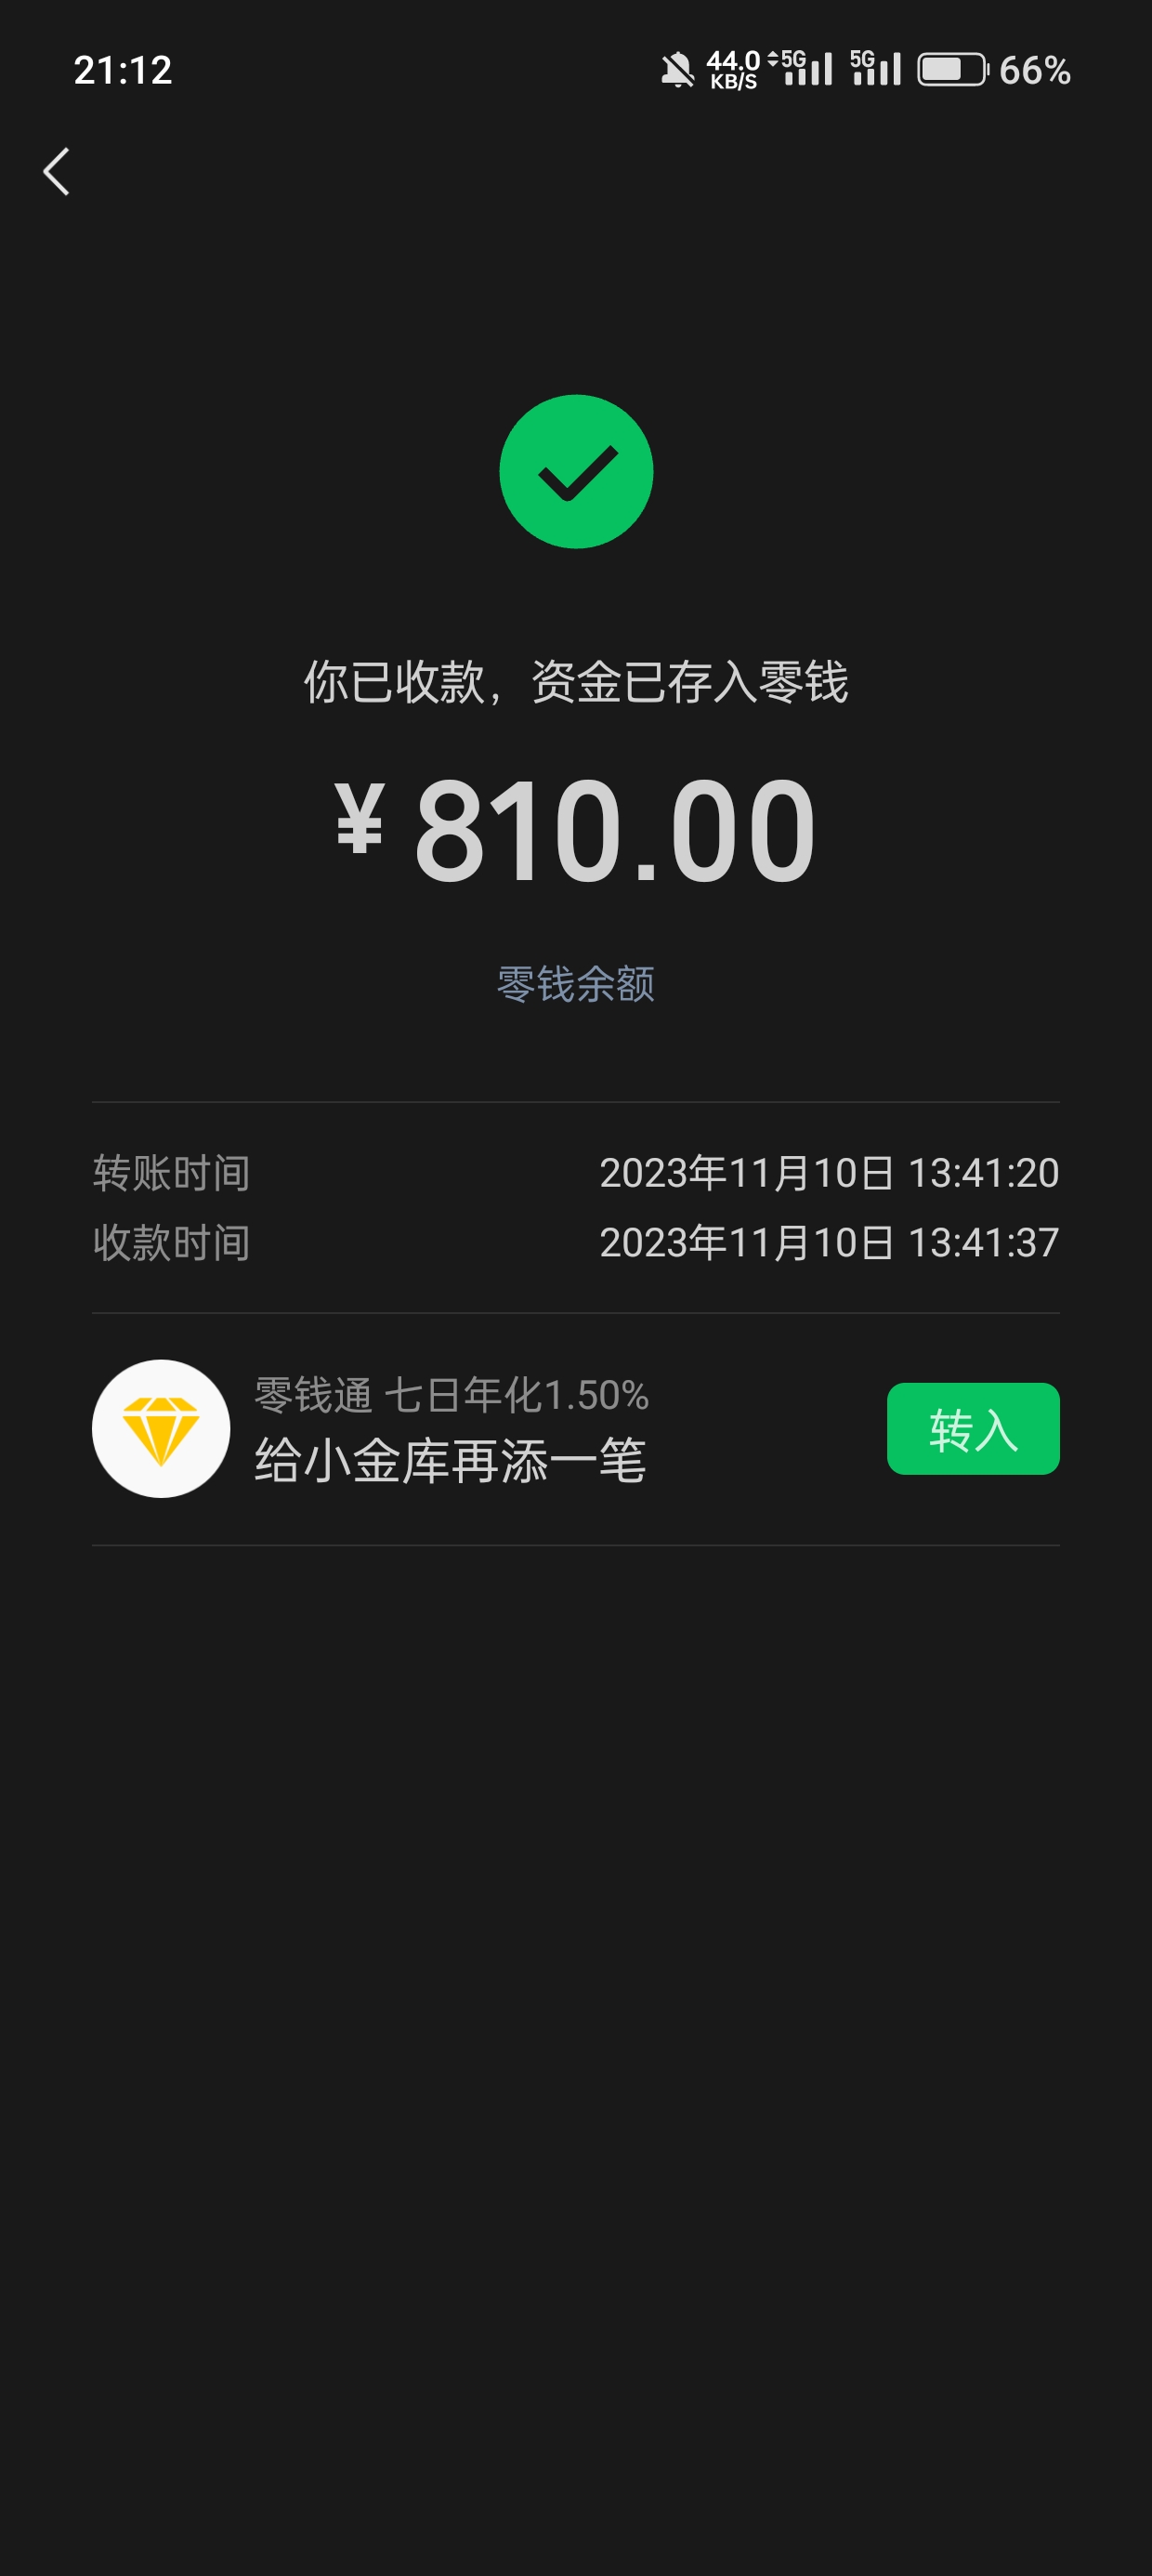 21:12
44.0 KB/S 5G 5G 66%
你已收款，资金已存入零钱
¥810.00
零钱余额
转账时间 2023年11月10日 13:41:20
收款时间 2023年11月10日 13:41:37
零钱通 七日年化1.50%
给小金库再添一笔
转入